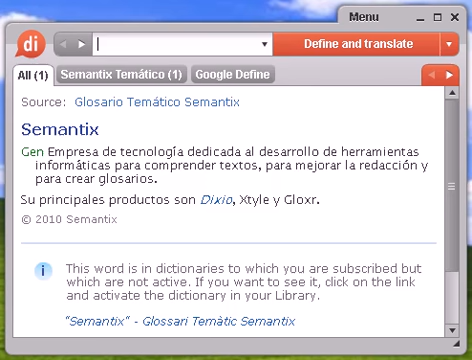 Menu
di
Define and translate
All (1)
Semantix Temático (1)
Google Define
Source: Glosario Temático Semantix
Semantix
Gen Empresa de tecnología dedicada al desarrollo de herramientas
informáticas para comprender textos, para mejorar la redacción y
para crear glosarios.
Su principales productos son Dixio, Xtyle y Gloxr.
© 2010 Semantix
i
This word is in dictionaries to which you are subscribed but
which are not active. If you want to see it, click on the link
and activate the dictionary in your Library.
"Semantix" - Glossari Temàtic Semantix